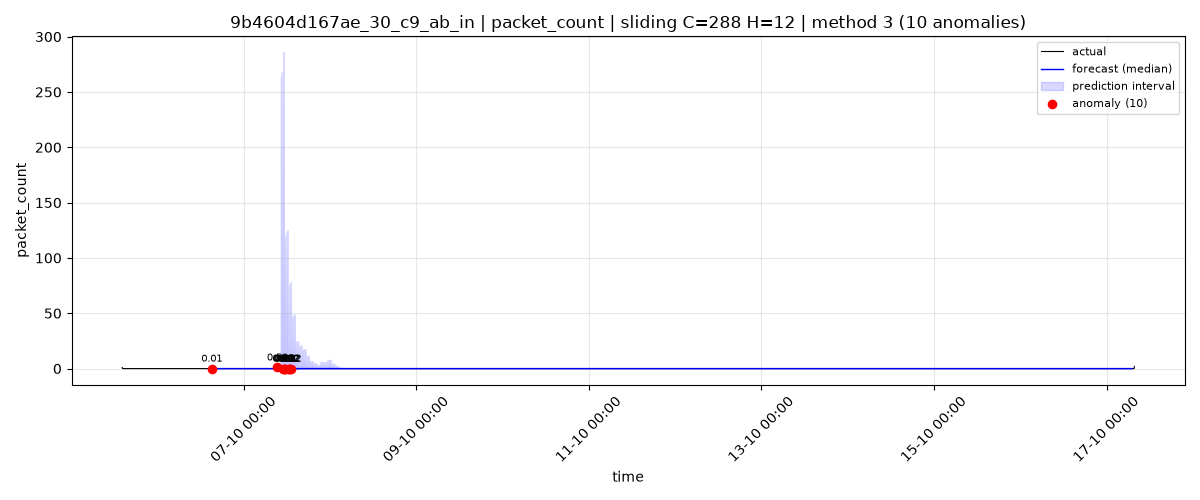 9b4604d167ae_30_c9_ab_in | packet_count | sliding C=288 H=12 | method 3 (10 anomalies)
actual
forecast (median)
prediction interval
anomaly (10)
packet_count
300
250
200
150
100
50
0
0.01
07-10 00:00
09-10 00:00
11-10 00:00
13-10 00:00
15-10 00:00
17-10 00:00
time